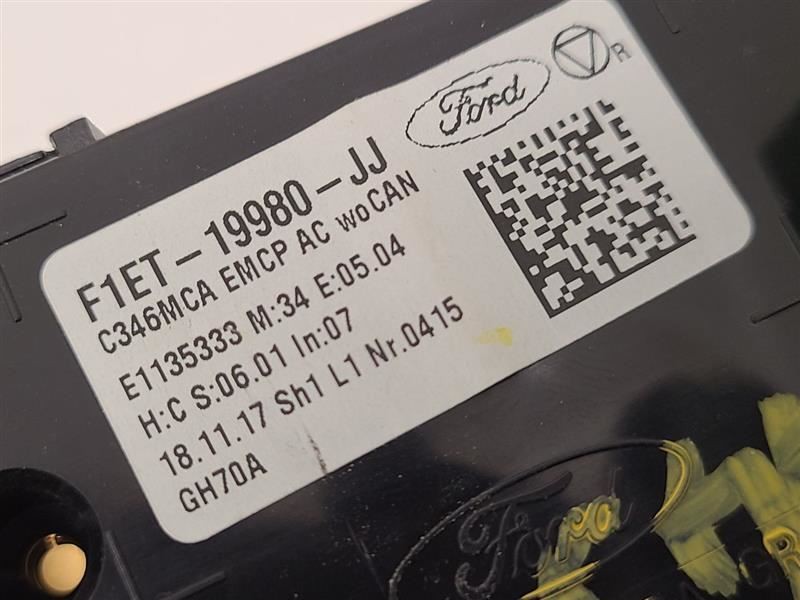 Ford
R
F1ET-19980-JJ
C346MCA EMCP AC woCAN
E1135333 M:34 E:05.04
H:C S:06.01 In:07
18.11.17 Sh1 L1 Nr.0415
GH70A
Ford